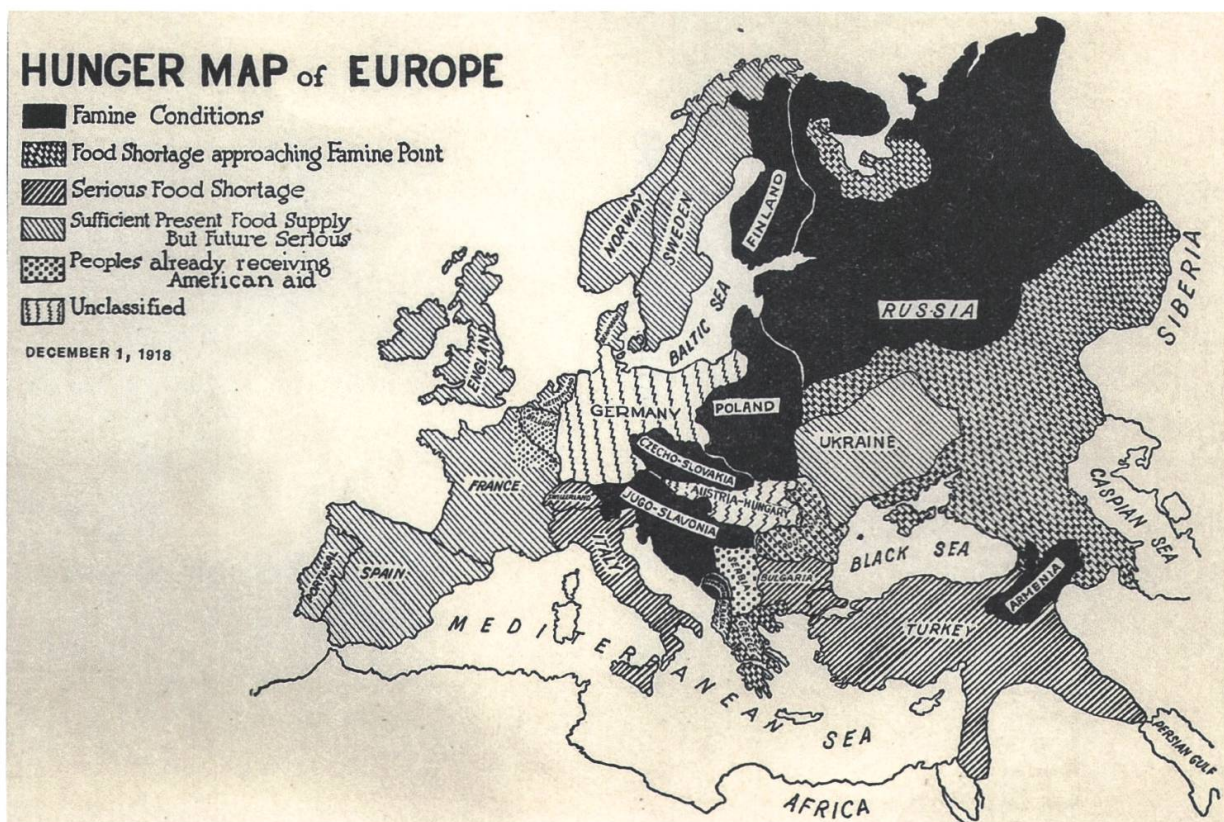 HUNGER MAP of EUROPE
Famine Conditions
Food Shortage approaching Famine Point
Serious Food Shortage
Sufficient Present Food Supply
But Future Serious
Peoples already receiving
American aid
Unclassified
DECEMBER 1, 1918
NORWAY
SWEDEN
FINLAND
BALTIC SEA
RUSSIA
SIBERIA
ENGLAND
GERMANY
POLAND
UKRAINE
CZECHO-SLOVAKIA
AUSTRIA-HUNGARY
FRANCE
SWITZERLAND
JUGO-SLAVONIA
ITALY
SERBIA
BULGARIA
BLACK SEA
CASPIAN SEA
PORTUGAL
SPAIN
ARMENIA
TURKEY
MEDITERRANEAN SEA
PERSIAN GULF
AFRICA